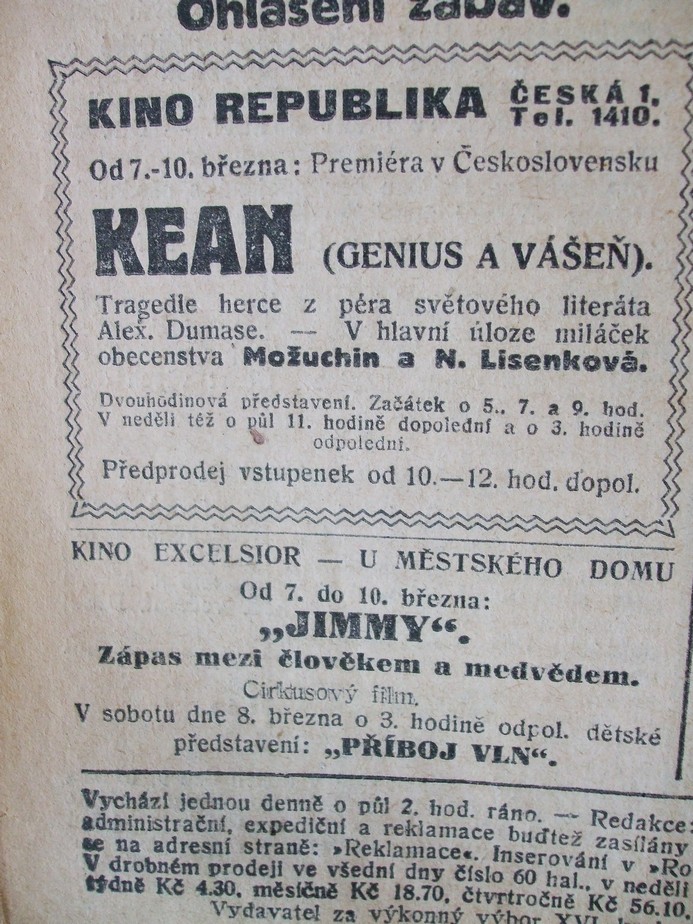 Ohlášení zábav.
KINO REPUBLIKA ČESKÁ 1.
Tel. 1410.
Od 7.-10. března: Premiéra v Československu
KEAN (GENIUS A VÁŠEŇ).
Tragedie herce z péra světového literáta
Alex. Dumase. — V hlavní úloze miláček
obecenstva Možuchin a N. Lisenková.
Dvouhodinová představení. Začátek o 5., 7. a 9. hod.
V neděli též o půl 11. hodině dopolední a o 3. hodině
odpolední.
Předprodej vstupenek od 10.—12. hod. dopol.
KINO EXCELSIOR — U MĚSTSKÉHO DOMU
Od 7. do 10. března:
„JIMMY“.
Zápas mezi člověkem a medvědem.
Cirkusový film.
V sobotu dne 8. března o 3. hodině odpol. dětské
představení: „PŘÍBOJ VLN“.
Vychází jednou denně o půl 2. hod. ráno. — Redakce:
administrační, expediční a reklamace buďtež zasílány
se na adresní straně: »Reklamace«. Inserování v »Ro
V drobném prodeji ve všední dny číslo 60 hal., v neděli
týdně Kč 4.30, měsíčně Kč 18.70, čtvrtročně Kč 56.10
Vydavatel za výkonný výbor XVI